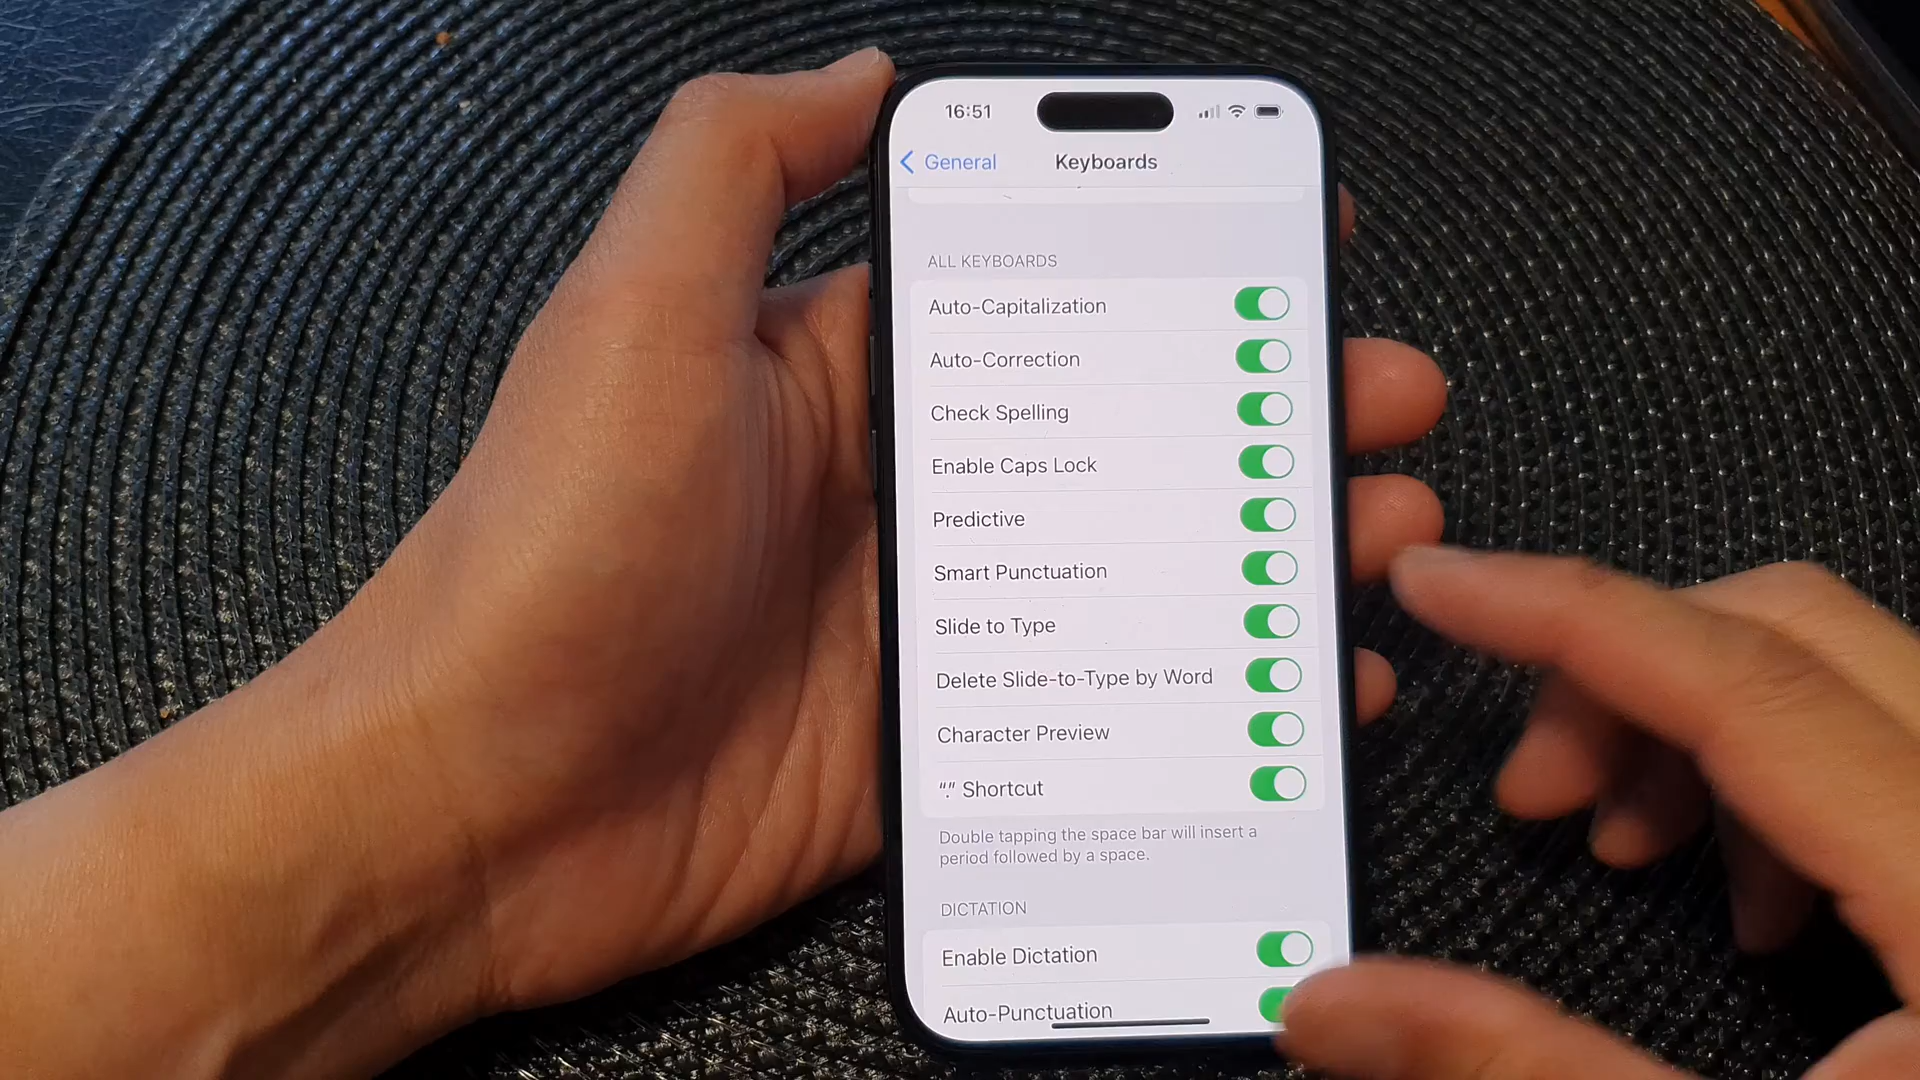 16:51
General
Keyboards
ALL KEYBOARDS
Auto-Capitalization
Auto-Correction
Check Spelling
Enable Caps Lock
Predictive
Smart Punctuation
Slide to Type
Delete Slide-to-Type by Word
Character Preview
“.” Shortcut
Double tapping the space bar will insert a
period followed by a space.
DICTATION
Enable Dictation
Auto-Punctuation